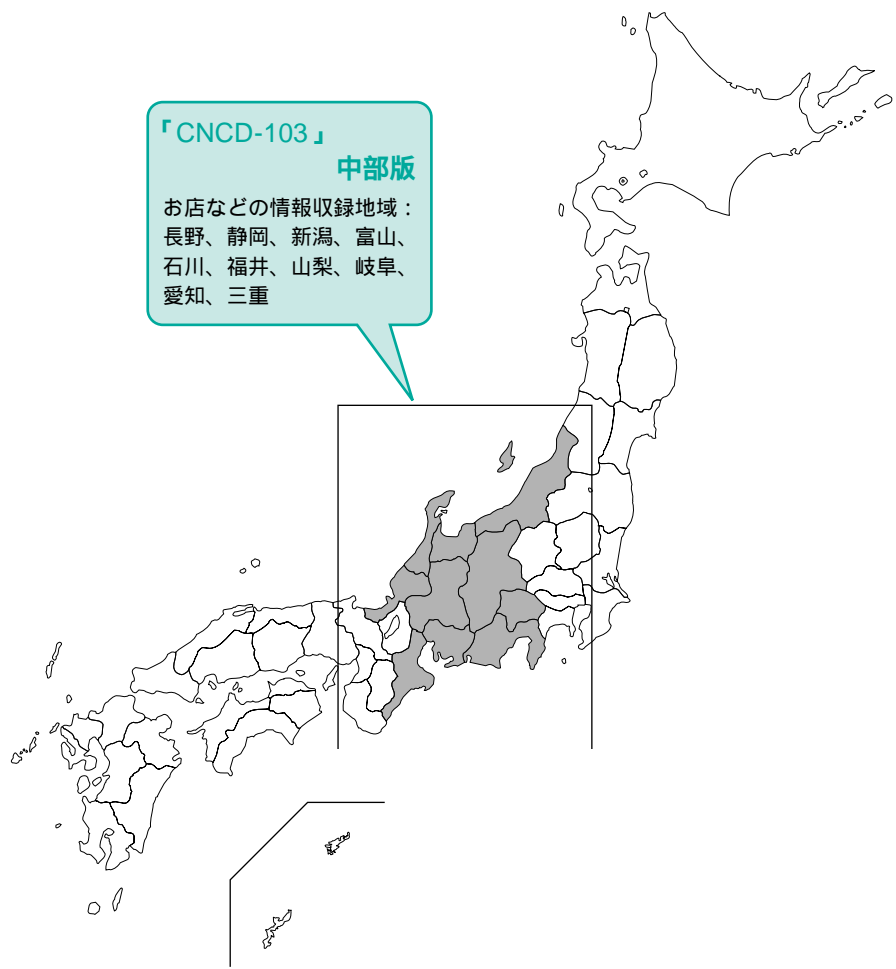 「CNCD-103」
中部版
お店などの情報収録地域：
長野、静岡、新潟、富山、
石川、福井、山梨、岐阜、
愛知、三重